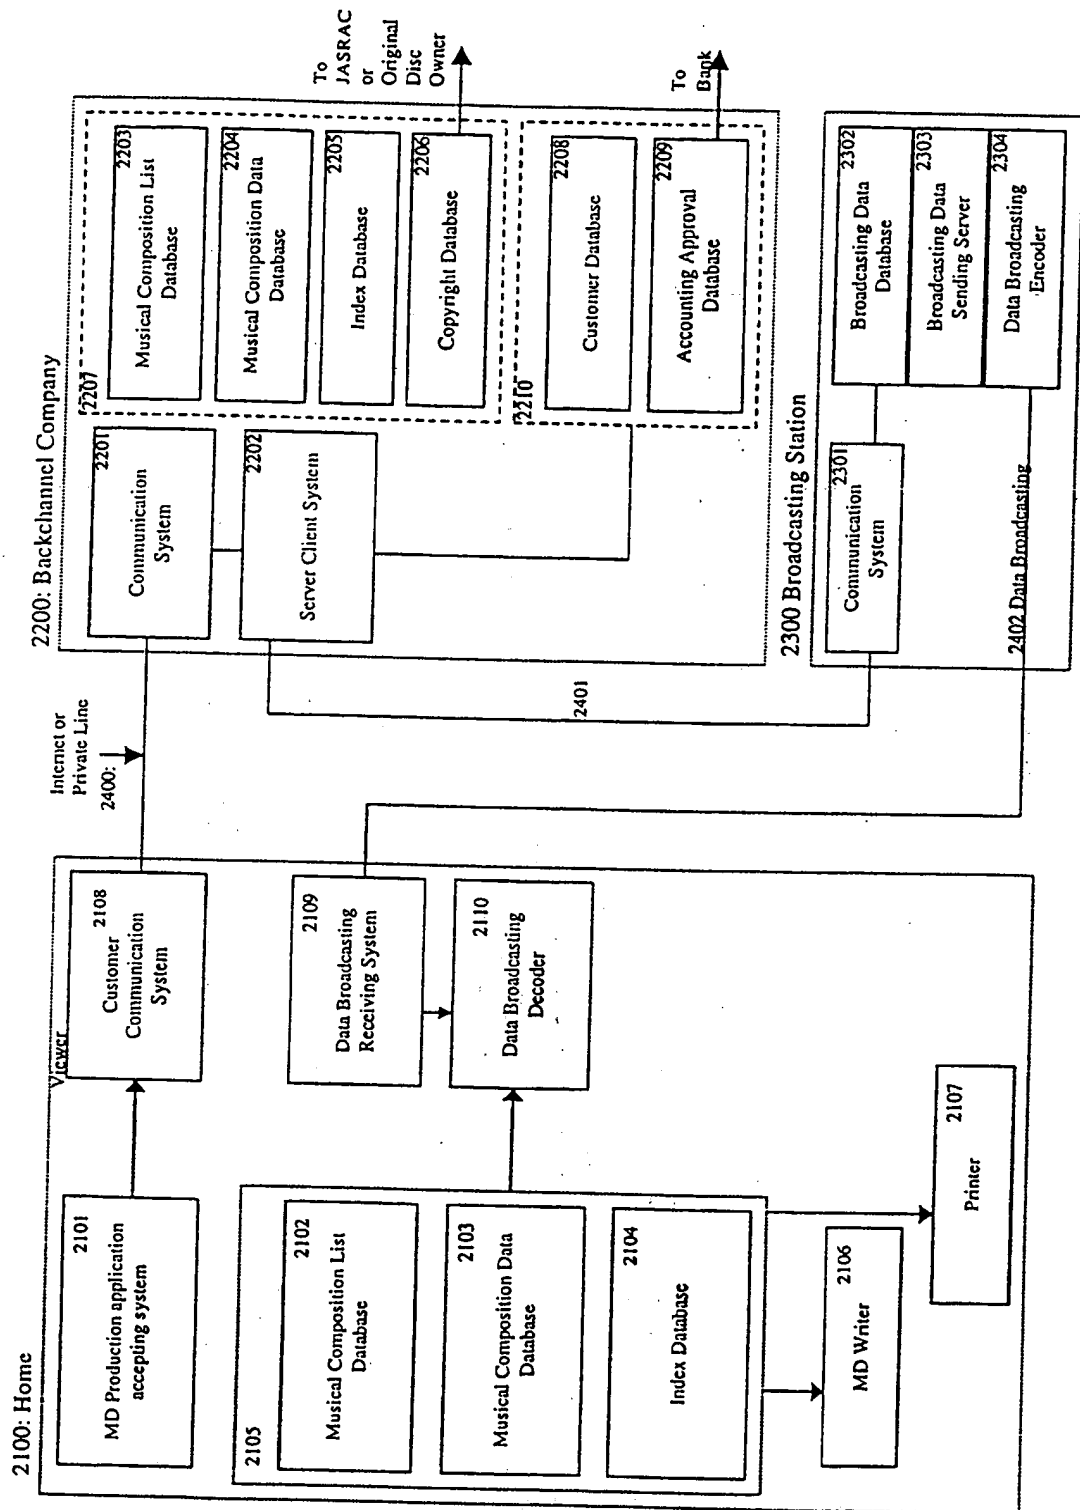 2100: Home
Viewer
2101
MD Production application
accepting system
2108
Customer
Communication
System
2105
2102
Musical Composition List
Database
2103
Musical Composition Data
Database
2104
Index Database
2109
Data Broadcasting
Receiving System
2110
Data Broadcasting
Decoder
2106
MD Writer
2107
Printer
Internet or
Private Line
2400:
2401
2200: Backchannel Company
2201
Communication
System
2202
Server Client System
2207
2203
Musical Composition List
Database
2204
Musical Composition Data
Database
2205
Index Database
2206
Copyright Database
To
JASRAC
or
Original
Disc
Owner
2210
2208
Customer Database
2209
Accounting Approval
Database
To
Bank
2300 Broadcasting Station
2301
Communication
System
2302
Broadcasting Data
Database
2303
Broadcasting Data
Sending Server
2304
Data Broadcasting
Encoder
2402 Data Broadcasting